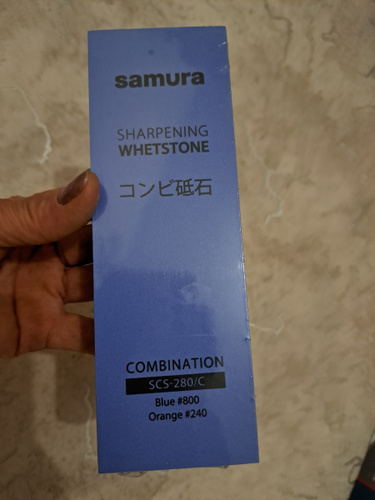 samura
SHARPENING
WHETSTONE
コンビ砥石
COMBINATION
SCS-280/C
Blue #800
Orange #240